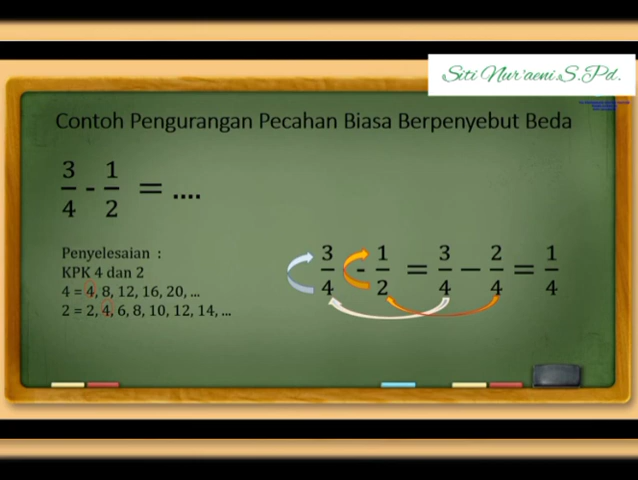 Siti Nur'aeni.S.Pd.
Contoh Pengurangan Pecahan Biasa Berpenyebut Beda
3/4 - 1/2 = ....
Penyelesaian :
KPK 4 dan 2
4 = 4, 8, 12, 16, 20, ...
2 = 2, 4, 6, 8, 10, 12, 14, ...
3/4 - 1/2 = 3/4 − 2/4 = 1/4